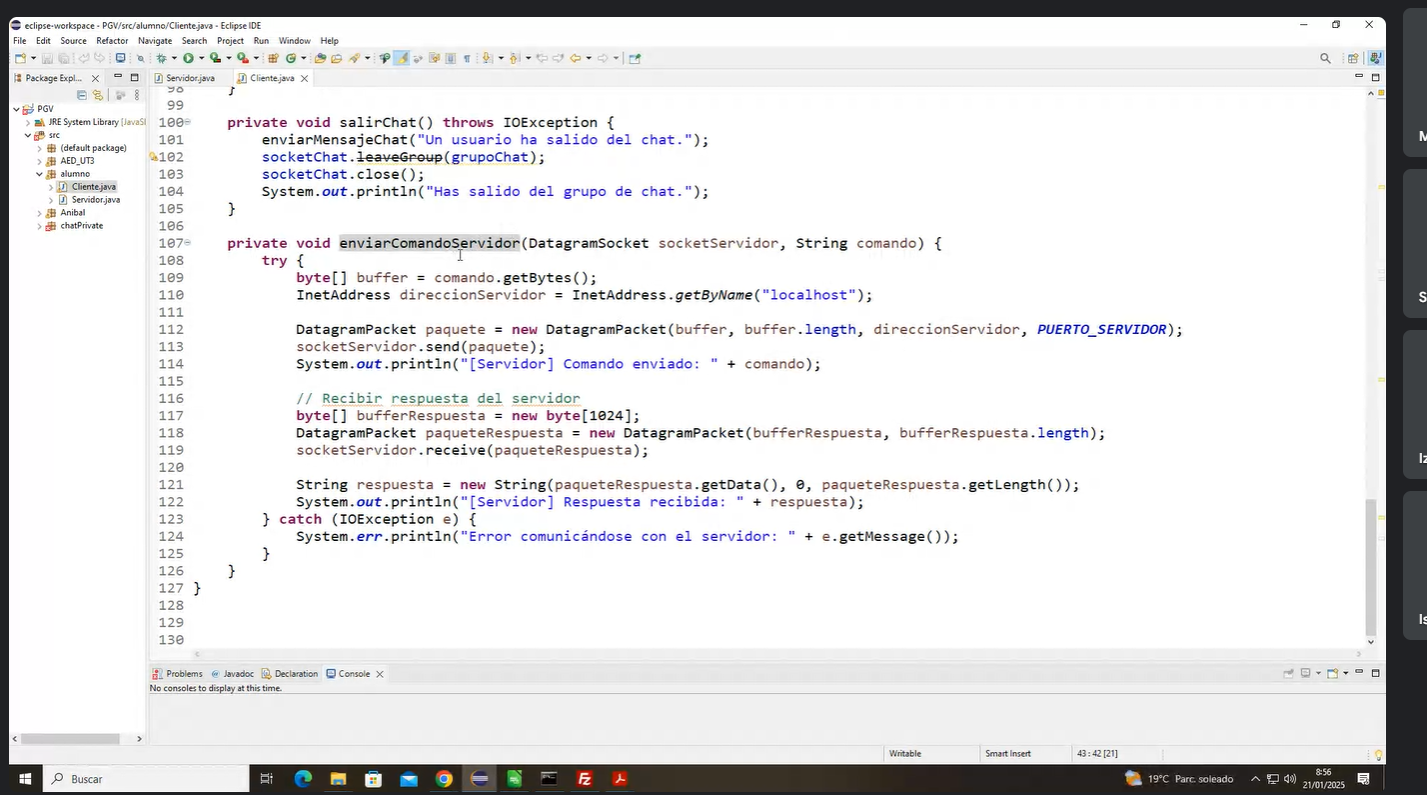 eclipse-workspace - PGV/src/alumno/Cliente.java - Eclipse IDE
File Edit Source Refactor Navigate Search Project Run Window Help
Package Expl...
Servidor.java
Cliente.java
PGV
JRE System Library [JavaSI
src
(default package)
AED_UT3
alumno
Cliente.java
Servidor.java
Anibal
chatPrivate
98 }
99
100 private void salirChat() throws IOException {
101 enviarMensajeChat("Un usuario ha salido del chat.");
102 socketChat.leaveGroup(grupoChat);
103 socketChat.close();
104 System.out.println("Has salido del grupo de chat.");
105 }
106
107 private void enviarComandoServidor(DatagramSocket socketServidor, String comando) {
108 try {
109 byte[] buffer = comando.getBytes();
110 InetAddress direccionServidor = InetAddress.getByName("localhost");
111
112 DatagramPacket paquete = new DatagramPacket(buffer, buffer.length, direccionServidor, PUERTO_SERVIDOR);
113 socketServidor.send(paquete);
114 System.out.println("[Servidor] Comando enviado: " + comando);
115
116 // Recibir respuesta del servidor
117 byte[] bufferRespuesta = new byte[1024];
118 DatagramPacket paqueteRespuesta = new DatagramPacket(bufferRespuesta, bufferRespuesta.length);
119 socketServidor.receive(paqueteRespuesta);
120
121 String respuesta = new String(paqueteRespuesta.getData(), 0, paqueteRespuesta.getLength());
122 System.out.println("[Servidor] Respuesta recibida: " + respuesta);
123 } catch (IOException e) {
124 System.err.println("Error comunicándose con el servidor: " + e.getMessage());
125 }
126 }
127 }
128
129
130
Problems Javadoc Declaration Console
No consoles to display at this time.
Writable
Smart Insert
43 : 42 [21]
Buscar
19°C Parc. soleado
8:56
21/01/2025
M
S
Iz
Is